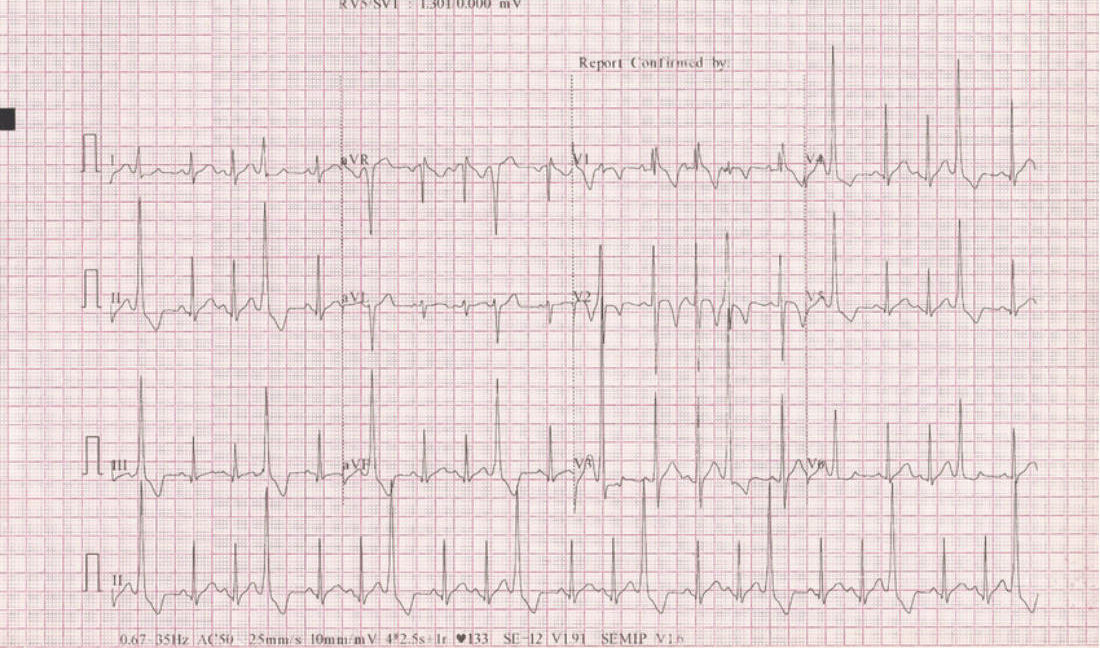 RV5/SV1 : 1.301/0.000 mV
Report Confirmed by:
I aVR V1 V4
II aVL V2 V5
III aVF V3 V6
II
0.67~35Hz AC50 25mm/s 10mm/mV 4*2.5s+1r ♥133 SE-12 V1.91 SEMIP V1.6